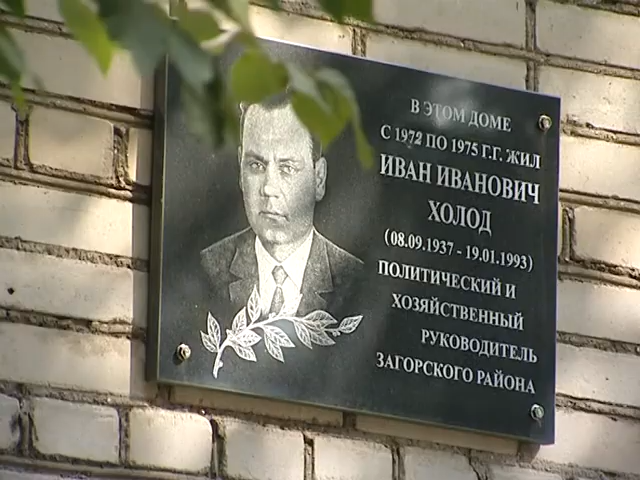 В ЭТОМ ДОМЕ
С 1972 ПО 1975 Г.Г. ЖИЛ
ИВАН ИВАНОВИЧ
ХОЛОД
(08.09.1937 - 19.01.1993)
ПОЛИТИЧЕСКИЙ И
ХОЗЯЙСТВЕННЫЙ
РУКОВОДИТЕЛЬ
ЗАГОРСКОГО РАЙОНА